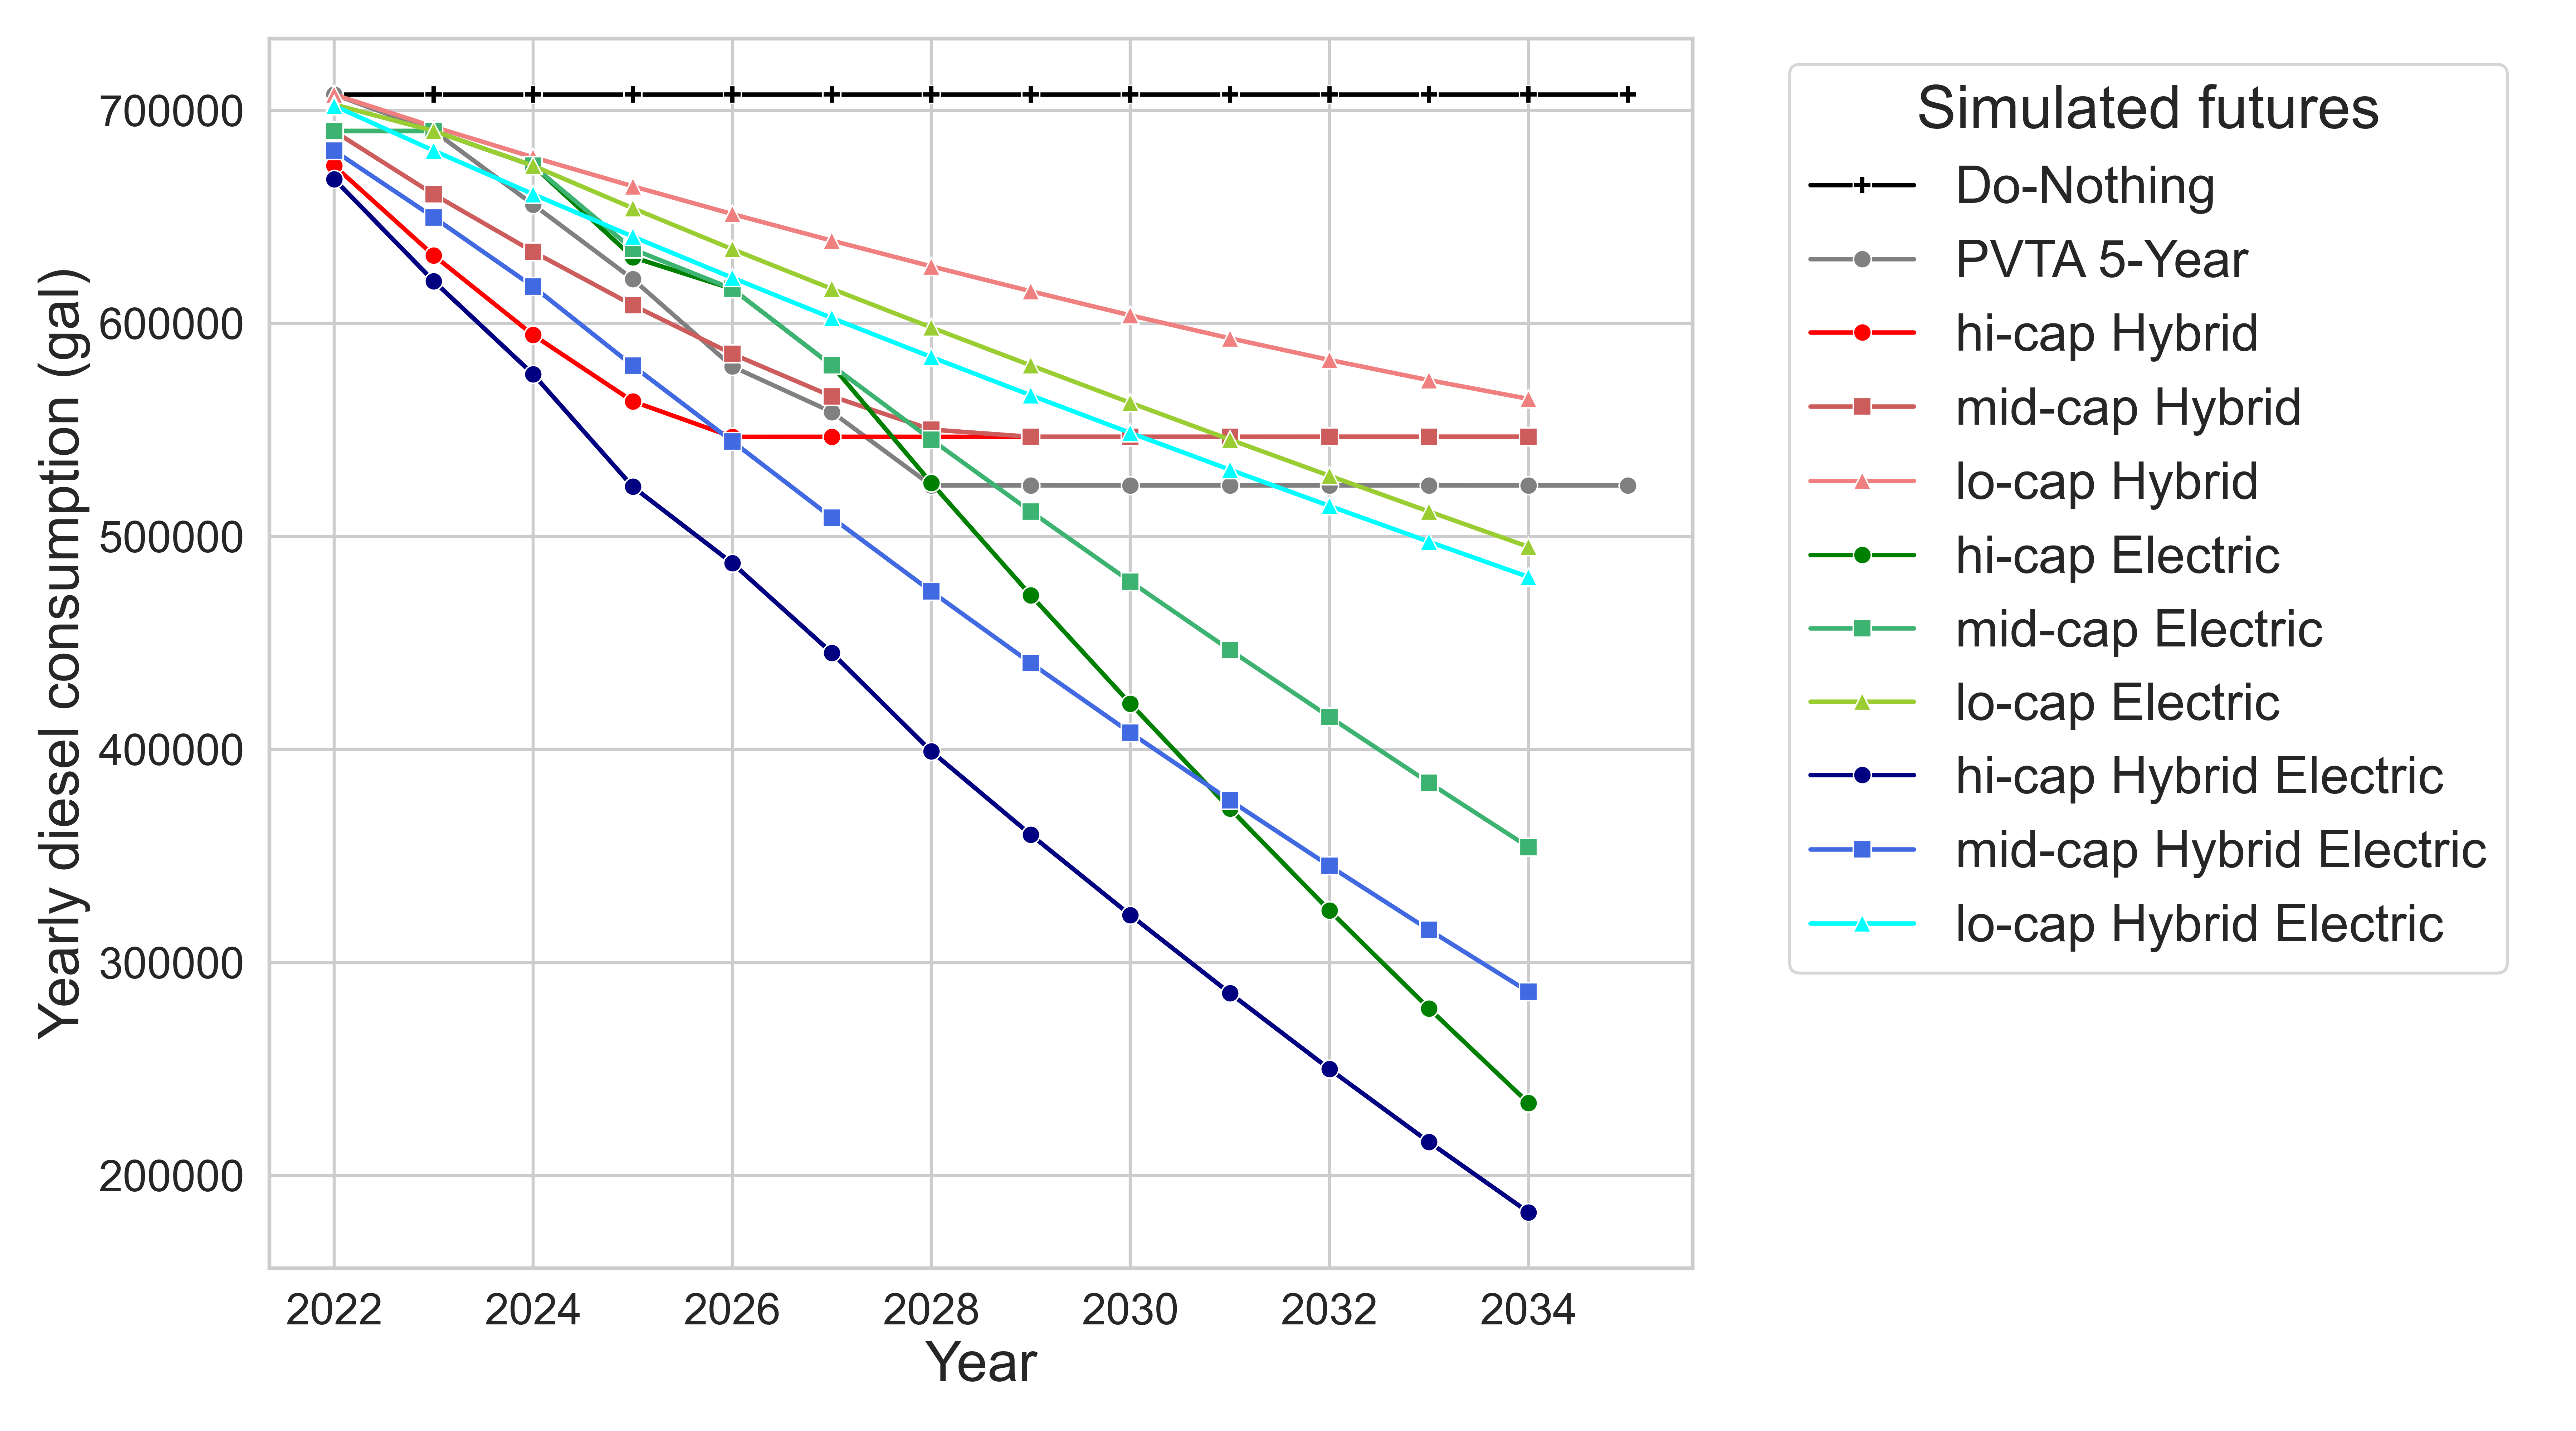 Yearly diesel consumption (gal)
700000
600000
500000
400000
300000
200000
2022 2024 2026 2028 2030 2032 2034
Year
Simulated futures
Do-Nothing
PVTA 5-Year
hi-cap Hybrid
mid-cap Hybrid
lo-cap Hybrid
hi-cap Electric
mid-cap Electric
lo-cap Electric
hi-cap Hybrid Electric
mid-cap Hybrid Electric
lo-cap Hybrid Electric